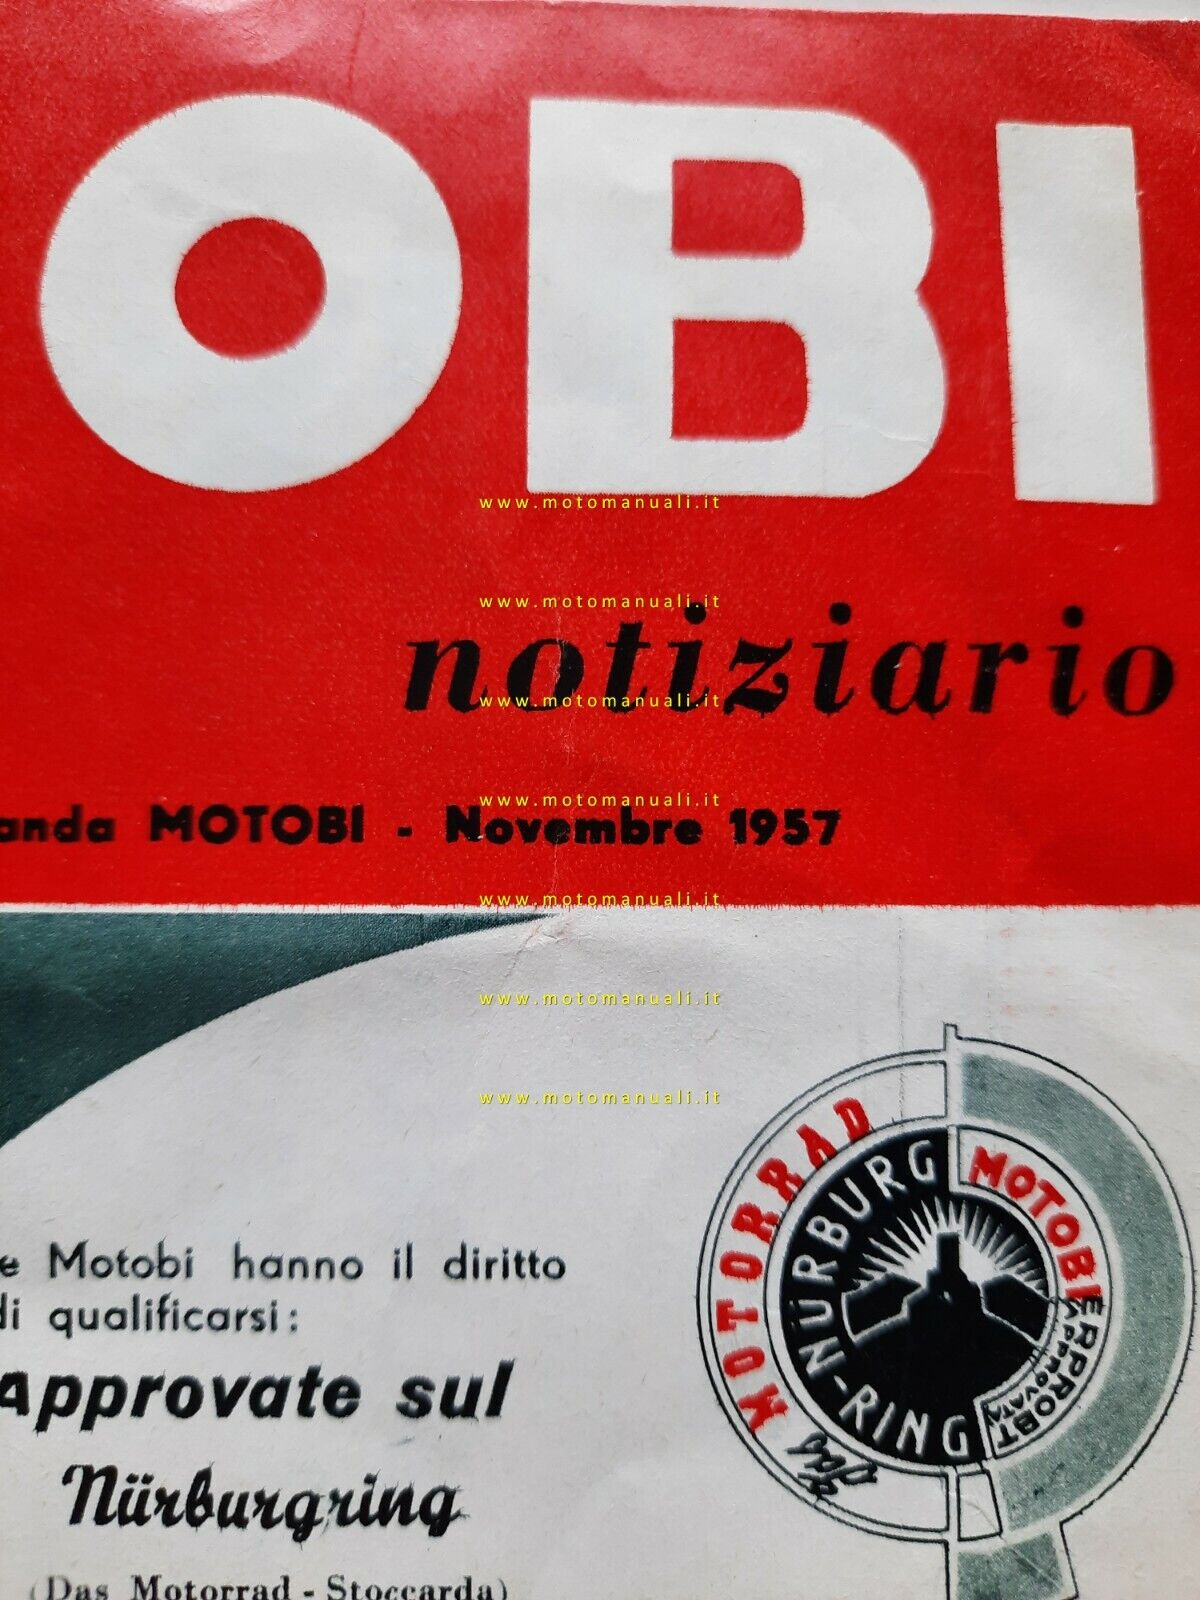 OBI
www.motomanuali.it
www.motomanuali.it
notiziario
www.motomanuali.it
www.motomanuali.it
anda MOTOBI - Novembre 1957
www.motomanuali.it
www.motomanuali.it
www.motomanuali.it
das MOTORRAD
NÜRBURG
NÜRBURG-RING
MOTOBI
ERPROBT
APPROVATA
e Motobi hanno il diritto
di qualificarsi:
Approvate sul
Nürburgring
(Das Motorrad - Stoccarda)